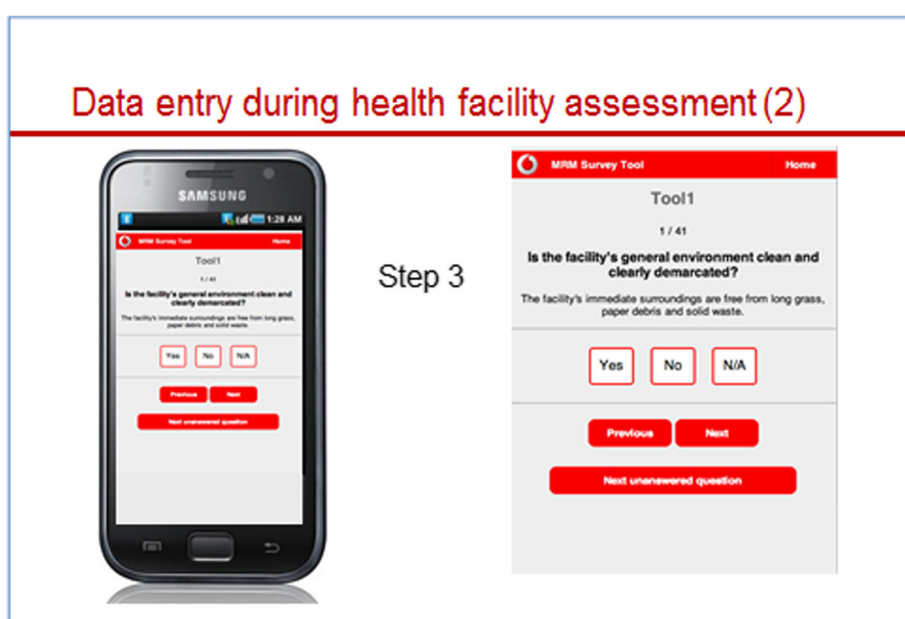 Data entry during health facility assessment (2)
SAMSUNG
1:28 AM
MRM Survey Tool Home
Tool1
1 / 41
Is the facility's general environment clean and
clearly demarcated?
The facility's immediate surroundings are free from long grass,
paper debris and solid waste.
Yes No N/A
Previous Next
Next unanswered question
Step 3
MRM Survey Tool Home
Tool1
1 / 41
Is the facility's general environment clean and
clearly demarcated?
The facility's immediate surroundings are free from long grass,
paper debris and solid waste.
Yes No N/A
Previous Next
Next unanswered question